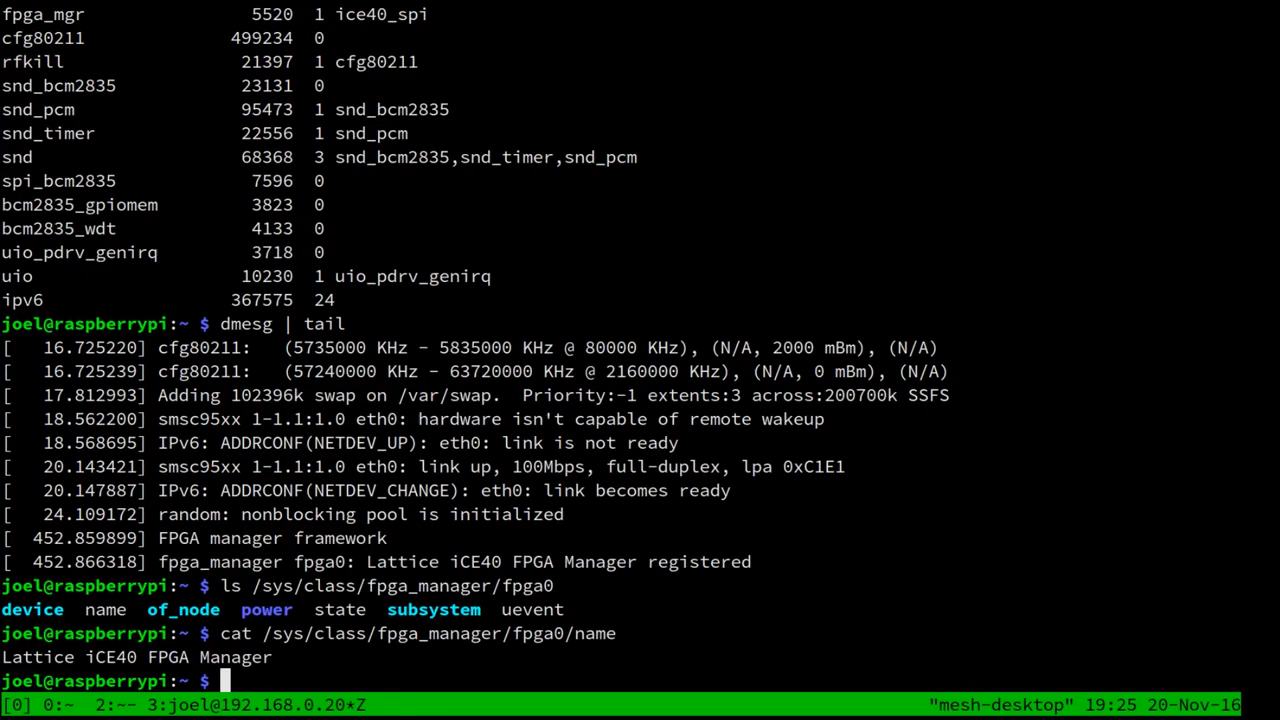 fpga_mgr                5520  1 ice40_spi
cfg80211              499234  0
rfkill                 21397  1 cfg80211
snd_bcm2835            23131  0
snd_pcm                95473  1 snd_bcm2835
snd_timer              22556  1 snd_pcm
snd                    68368  3 snd_bcm2835,snd_timer,snd_pcm
spi_bcm2835             7596  0
bcm2835_gpiomem         3823  0
bcm2835_wdt             4133  0
uio_pdrv_genirq         3718  0
uio                    10230  1 uio_pdrv_genirq
ipv6                  367575  24
joel@raspberrypi:~ $ dmesg | tail
[   16.725220] cfg80211:   (5735000 KHz - 5835000 KHz @ 80000 KHz), (N/A, 2000 mBm), (N/A)
[   16.725239] cfg80211:   (57240000 KHz - 63720000 KHz @ 2160000 KHz), (N/A, 0 mBm), (N/A)
[   17.812993] Adding 102396k swap on /var/swap.  Priority:-1 extents:3 across:200700k SSFS
[   18.562200] smsc95xx 1-1.1:1.0 eth0: hardware isn't capable of remote wakeup
[   18.568695] IPv6: ADDRCONF(NETDEV_UP): eth0: link is not ready
[   20.143421] smsc95xx 1-1.1:1.0 eth0: link up, 100Mbps, full-duplex, lpa 0xC1E1
[   20.147887] IPv6: ADDRCONF(NETDEV_CHANGE): eth0: link becomes ready
[   24.109172] random: nonblocking pool is initialized
[  452.859899] FPGA manager framework
[  452.866318] fpga_manager fpga0: Lattice iCE40 FPGA Manager registered
joel@raspberrypi:~ $ ls /sys/class/fpga_manager/fpga0
device  name  of_node  power  state  subsystem  uevent
joel@raspberrypi:~ $ cat /sys/class/fpga_manager/fpga0/name
Lattice iCE40 FPGA Manager
joel@raspberrypi:~ $
[0] 0:~  2:~- 3:joel@192.168.0.20*Z "mesh-desktop" 19:25 20-Nov-16